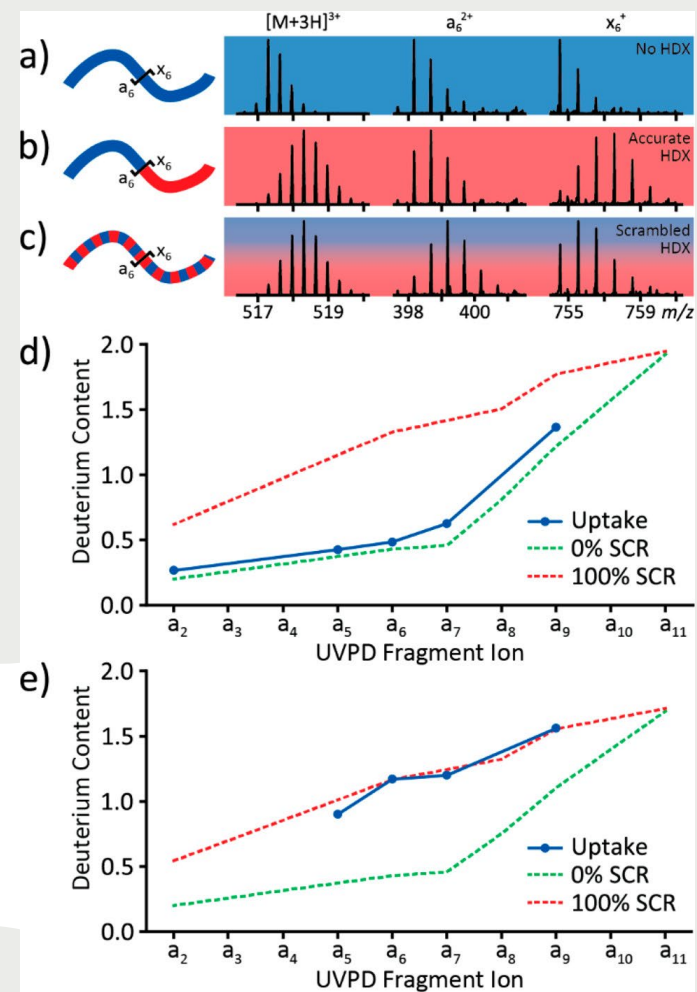 [M+3H]³⁺ a₆²⁺ x₆⁺
a) a₆ x₆ No HDX
b) a₆ x₆ Accurate
HDX
c) a₆ x₆ Scrambled
HDX
517 519 398 400 755 759 m/z
d)
Deuterium Content
2.0
1.5
1.0
0.5
0.0
Uptake
0% SCR
100% SCR
a₂ a₃ a₄ a₅ a₆ a₇ a₈ a₉ a₁₀ a₁₁
UVPD Fragment Ion
e)
Deuterium Content
2.0
1.5
1.0
0.5
0.0
Uptake
0% SCR
100% SCR
a₂ a₃ a₄ a₅ a₆ a₇ a₈ a₉ a₁₀ a₁₁
UVPD Fragment Ion